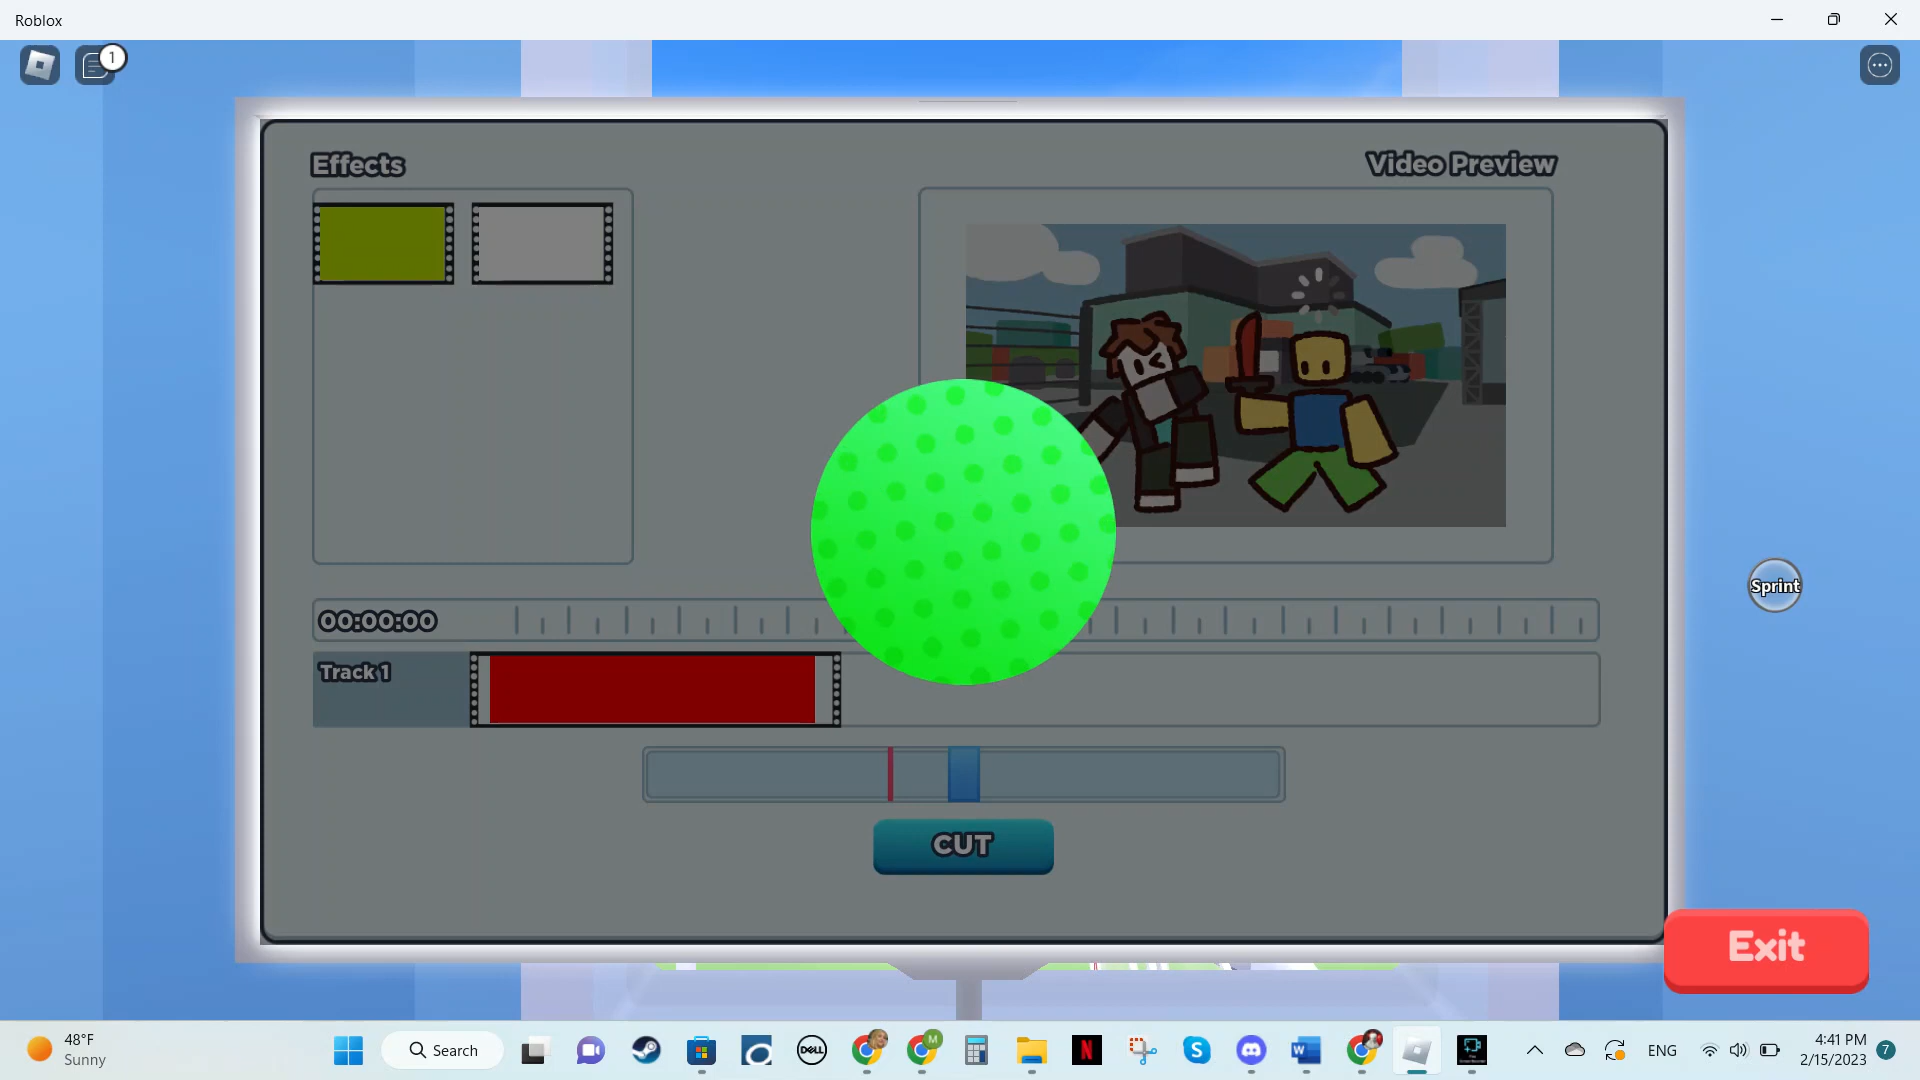 Roblox
1
Effects
Video Preview
00:00:00
Track 1
Sprint
CUT
Exit
48°F
Sunny
Search
M
DELL
N
S
W
ENG
4:41 PM
2/15/2023
7